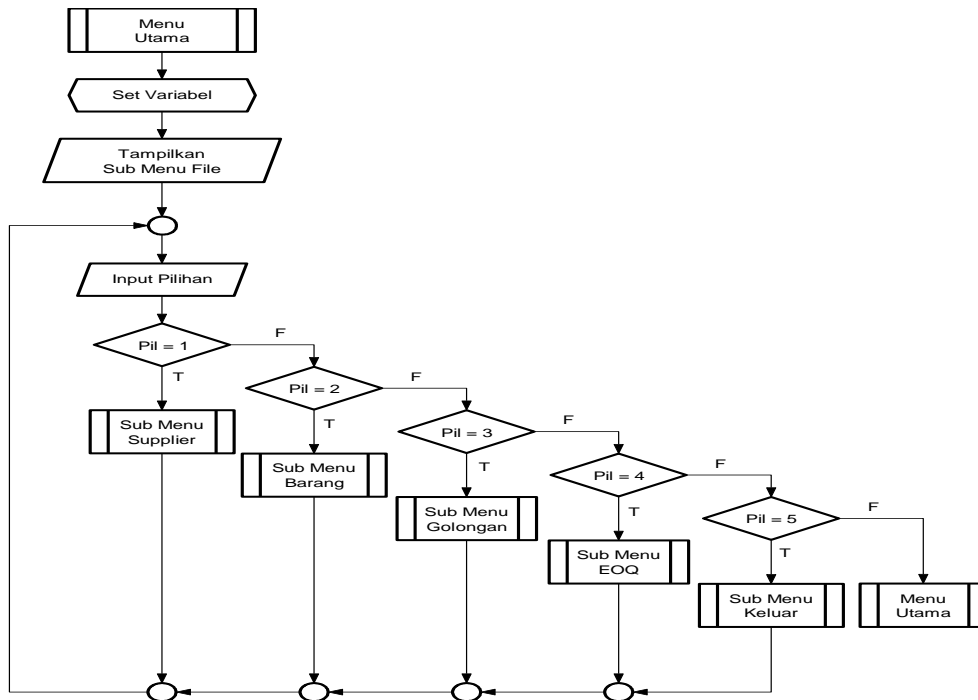 Menu
Utama
Set Variabel
Tampilkan
Sub Menu File
Input Pilihan
Pil = 1
F
T
Sub Menu
Supplier
Pil = 2
F
T
Sub Menu
Barang
Pil = 3
F
T
Sub Menu
Golongan
Pil = 4
F
T
Sub Menu
EOQ
Pil = 5
F
T
Sub Menu
Keluar
Menu
Utama